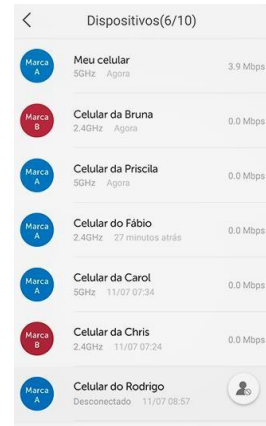 Dispositivos(6/10)
Marca
A
Meu celular
5GHz Agora
3.9 Mbps
Marca
B
Celular da Bruna
2.4GHz Agora
0.0 Mbps
Marca
A
Celular da Priscila
5GHz Agora
0.0 Mbps
Marca
A
Celular do Fábio
2.4GHz 27 minutos atrás
0.0 Mbps
Marca
A
Celular da Carol
5GHz 11/07 07:34
0.0 Mbps
Marca
B
Celular da Chris
2.4GHz 11/07 07:24
0.0 Mbps
Marca
A
Celular do Rodrigo
Desconectado 11/07 08:57